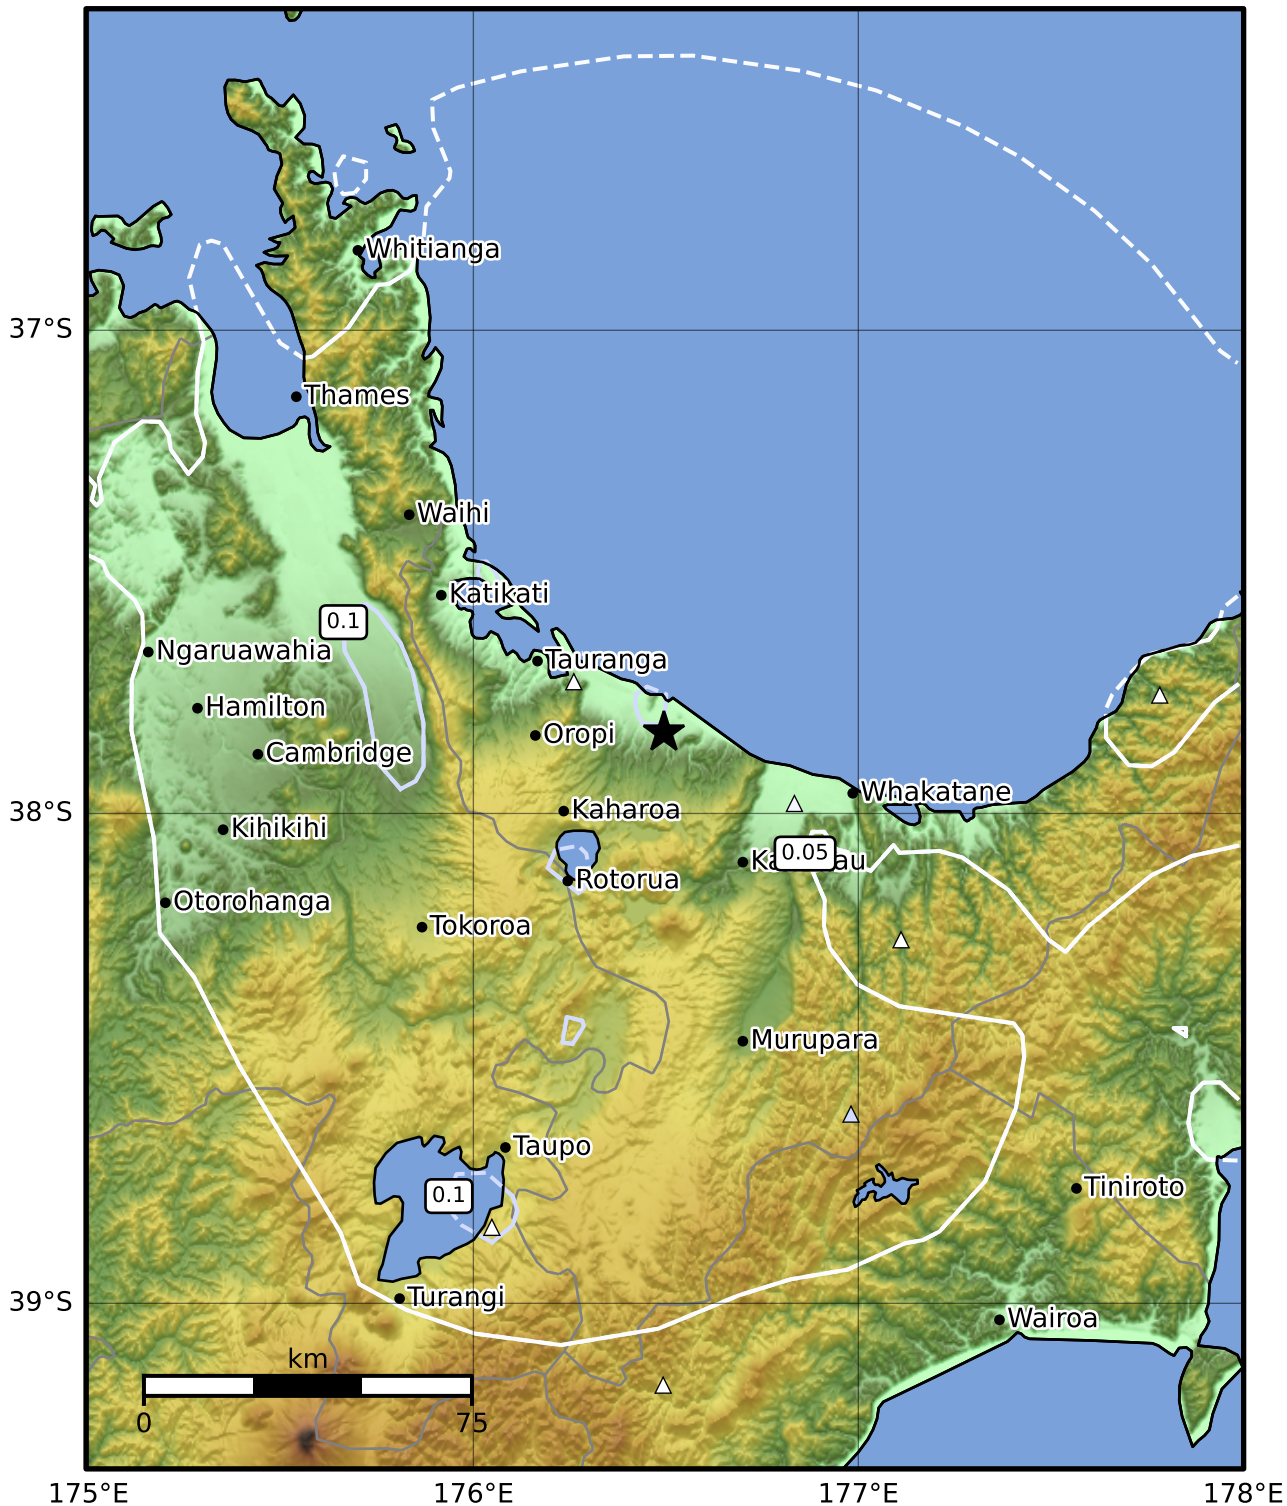 Whitianga
37°S
Thames
Waihi
Katikati
0.1
Ngaruawahia
Tauranga
Hamilton
Oropi
Cambridge
Whakatane
Kaharoa
Kihikihi
0.05
Rotorua
Otorohanga
Tokoroa
38°S
Murupara
Taupo
0.1
Tiniroto
39°S
Turangi
Wairoa
km
0
75
175°E
176°E
177°E
178°E